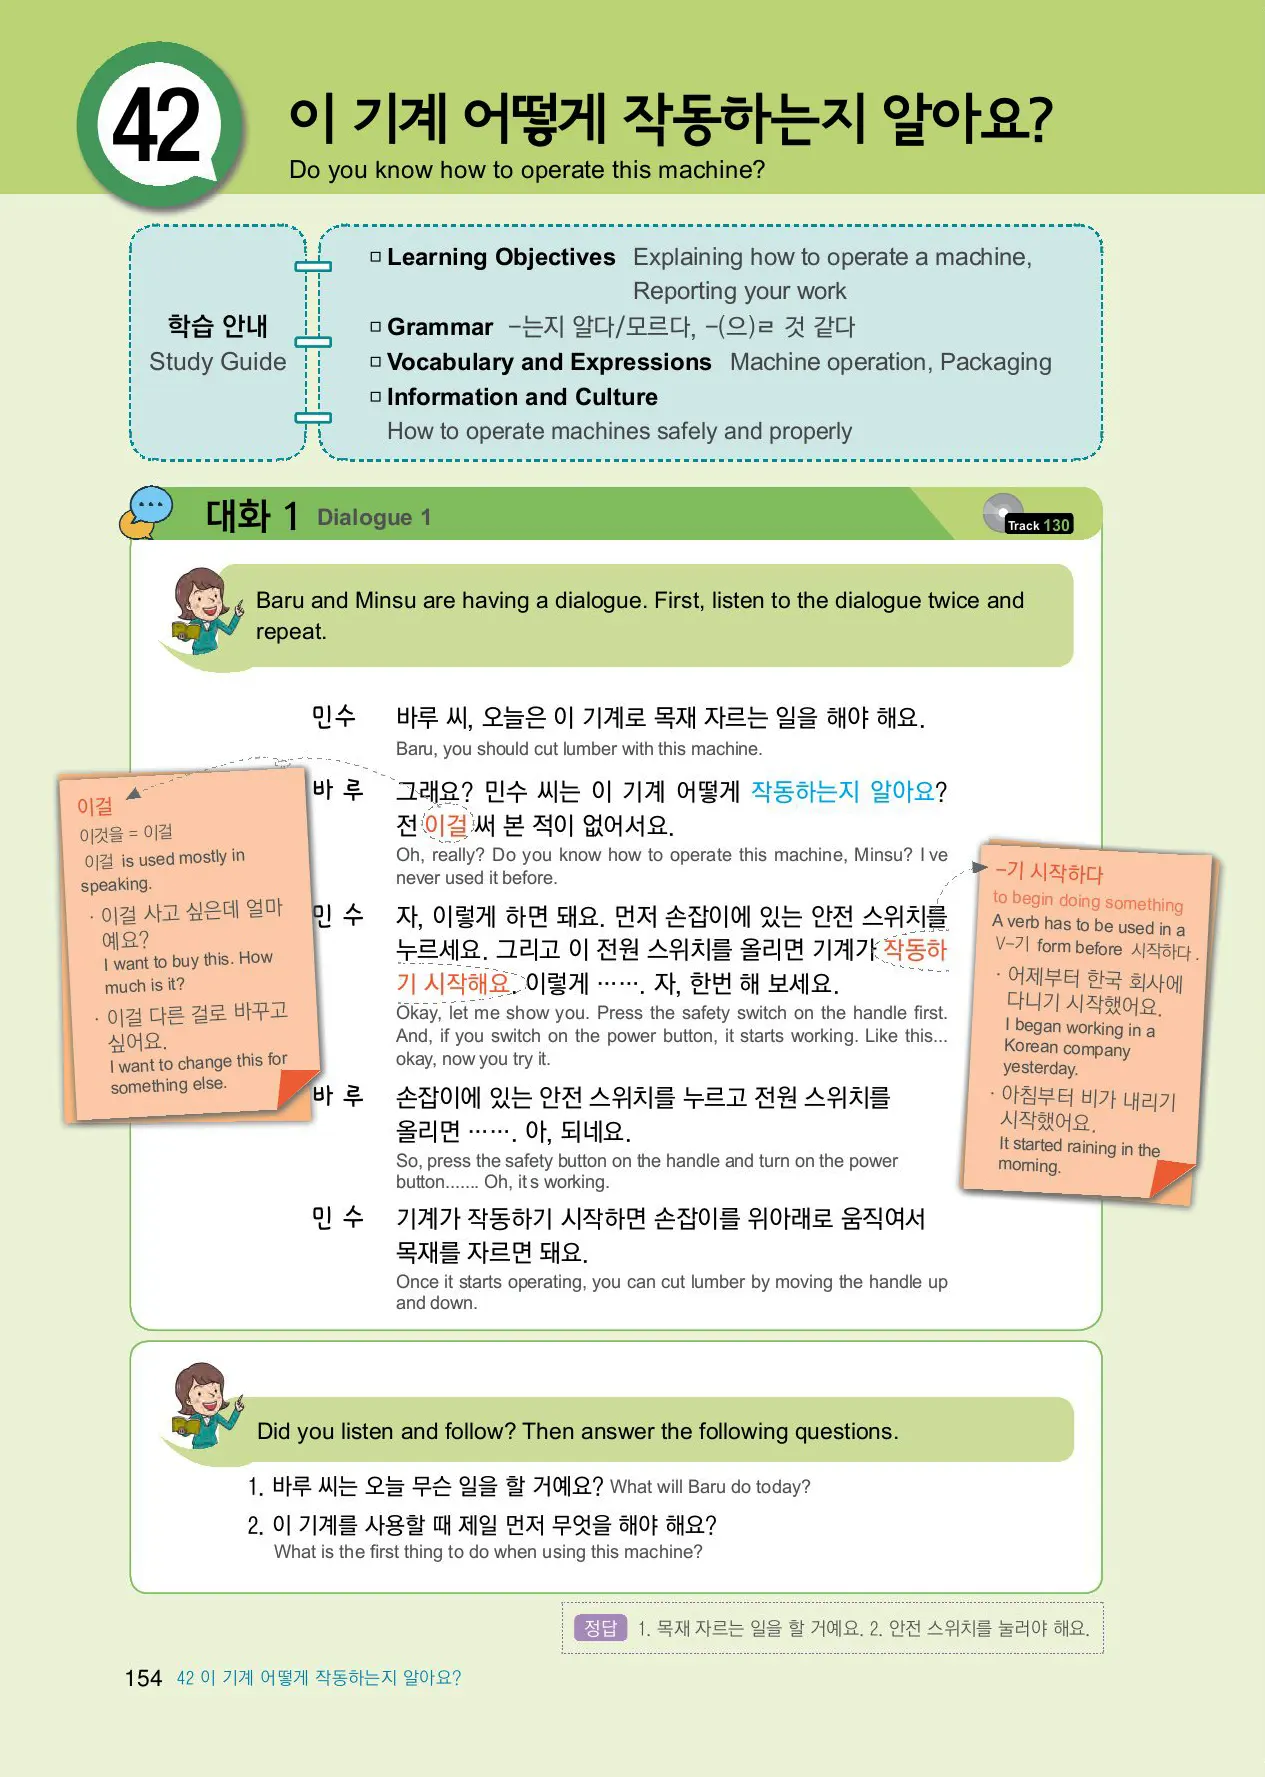 42
이 기계 어떻게 작동하는지 알아요?
Do you know how to operate this machine?
학습 안내
Study Guide
Learning Objectives Explaining how to operate a machine,
Reporting your work
Grammar -는지 알다/모르다, -(으)ㄹ 것 같다
Vocabulary and Expressions Machine operation, Packaging
Information and Culture
How to operate machines safely and properly
대화 1 Dialogue 1
Track 130
Baru and Minsu are having a dialogue. First, listen to the dialogue twice and
repeat.
민수 바루 씨, 오늘은 이 기계로 목재 자르는 일을 해야 해요.
Baru, you should cut lumber with this machine.
바루 그래요? 민수 씨는 이 기계 어떻게 작동하는지 알아요?
전 이걸 써 본 적이 없어서요.
Oh, really? Do you know how to operate this machine, Minsu? I ve
never used it before.
민수 자, 이렇게 하면 돼요. 먼저 손잡이에 있는 안전 스위치를
누르세요. 그리고 이 전원 스위치를 올리면 기계가 작동하
기 시작해요. 이렇게 ……. 자, 한번 해 보세요.
Okay, let me show you. Press the safety switch on the handle first.
And, if you switch on the power button, it starts working. Like this...
okay, now you try it.
바루 손잡이에 있는 안전 스위치를 누르고 전원 스위치를
올리면 ……. 아, 되네요.
So, press the safety button on the handle and turn on the power
button....... Oh, it s working.
민수 기계가 작동하기 시작하면 손잡이를 위아래로 움직여서
목재를 자르면 돼요.
Once it starts operating, you can cut lumber by moving the handle up
and down.
이걸
이것을 = 이걸
이걸 is used mostly in
speaking.
· 이걸 사고 싶은데 얼마
예요?
I want to buy this. How
much is it?
· 이걸 다른 걸로 바꾸고
싶어요.
I want to change this for
something else.
-기 시작하다
to begin doing something
A verb has to be used in a
V-기 form before 시작하다.
· 어제부터 한국 회사에
다니기 시작했어요.
I began working in a
Korean company
yesterday.
· 아침부터 비가 내리기
시작했어요.
It started raining in the
morning.
Did you listen and follow? Then answer the following questions.
1. 바루 씨는 오늘 무슨 일을 할 거예요? What will Baru do today?
2. 이 기계를 사용할 때 제일 먼저 무엇을 해야 해요?
What is the first thing to do when using this machine?
정답 1. 목재 자르는 일을 할 거예요. 2. 안전 스위치를 눌러야 해요.
154 42 이 기계 어떻게 작동하는지 알아요?